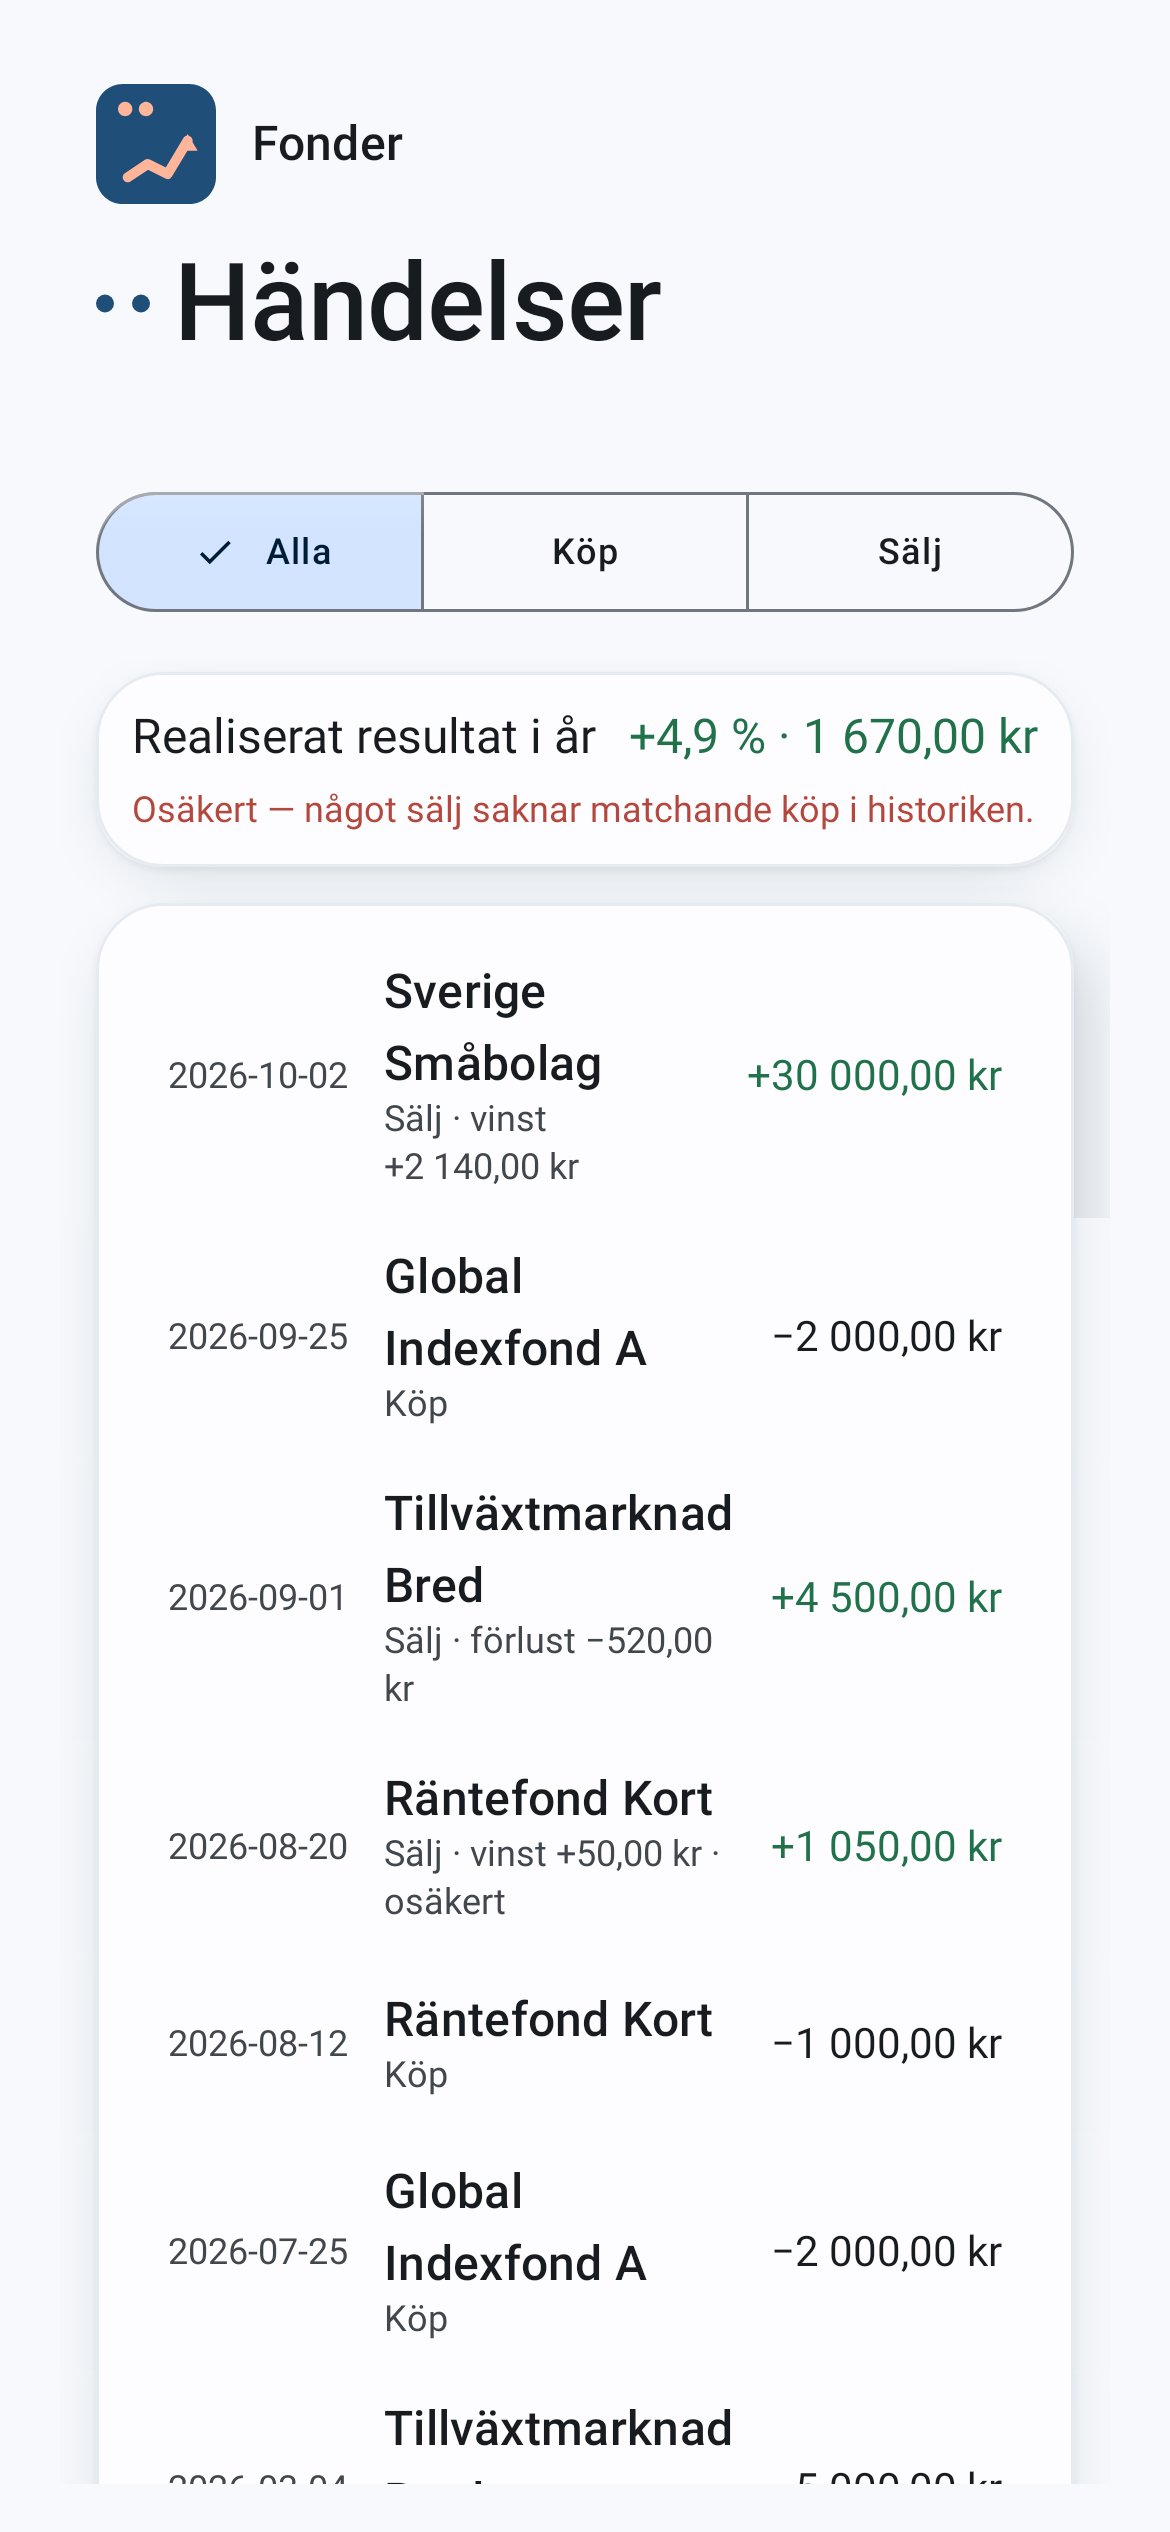 Fonder
Händelser
Alla
Köp
Sälj
Realiserat resultat i år +4,9 % · 1 670,00 kr
Osäkert — något sälj saknar matchande köp i historiken.
Sverige
Småbolag
2026-10-02
+30 000,00 kr
Sälj · vinst
+2 140,00 kr
Global
Indexfond A
2026-09-25
−2 000,00 kr
Köp
Tillväxtmarknad
Bred
2026-09-01
+4 500,00 kr
Sälj · förlust −520,00
kr
Räntefond Kort
2026-08-20
+1 050,00 kr
Sälj · vinst +50,00 kr ·
osäkert
Räntefond Kort
2026-08-12
−1 000,00 kr
Köp
Global
Indexfond A
2026-07-25
−2 000,00 kr
Köp
Tillväxtmarknad